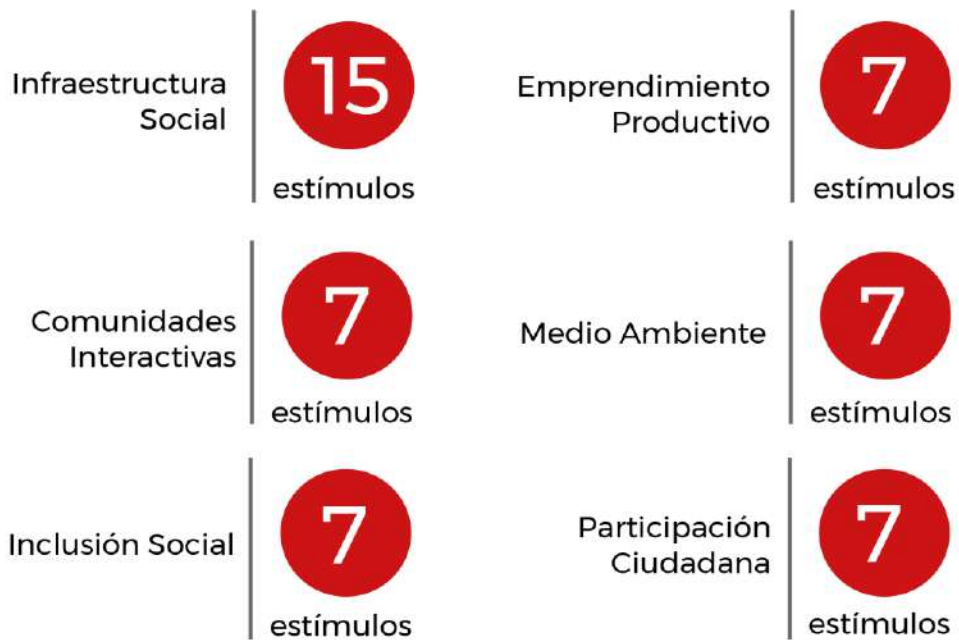 Infraestructura
Social
15
estímulos
Emprendimiento
Productivo
7
estímulos
Comunidades
Interactivas
7
estímulos
Medio Ambiente
7
estímulos
Inclusión Social
7
estímulos
Participación
Ciudadana
7
estímulos